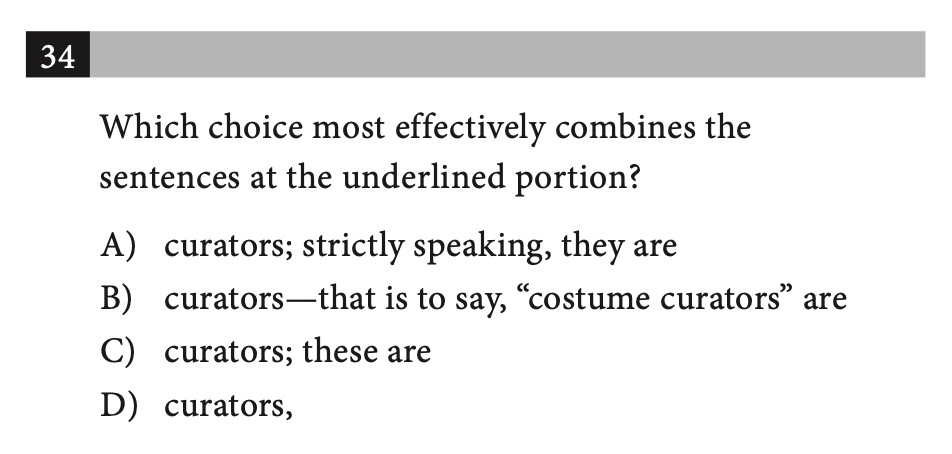 34
Which choice most effectively combines the
sentences at the underlined portion?
A) curators; strictly speaking, they are
B) curators—that is to say, “costume curators” are
C) curators; these are
D) curators,